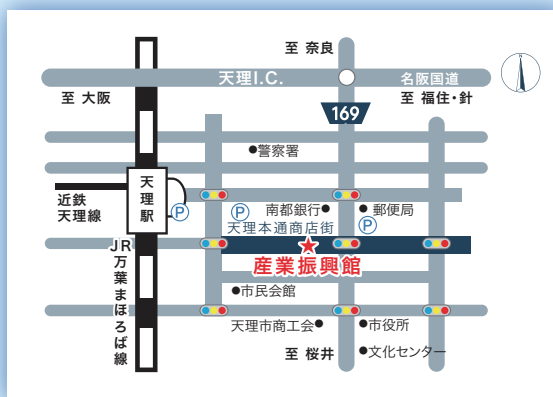 至 奈良
天理I.C.
名阪国道
至 大阪
至 福住・針
169
警察署
天理駅
近鉄
天理線
P
P
南都銀行
郵便局
P
天理本通商店街
JR万葉まほろば線
産業振興館
市民会館
天理市商工会
市役所
至 桜井
文化センター